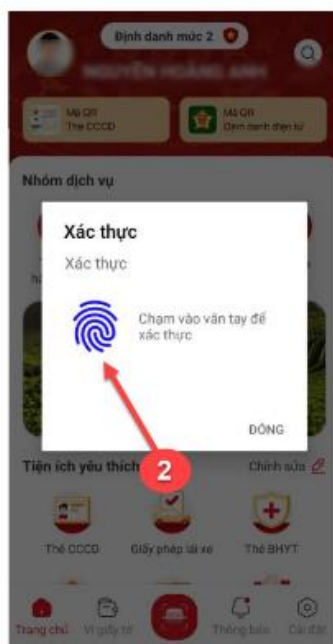 Định danh mức 2
Mã QR
Thẻ CCCD
Mã QR
Định danh điện tử
Nhóm dịch vụ
Xác thực
Xác thực
Chạm vào vân tay để
xác thực
ĐÓNG
2
Tiện ích yêu thích
Chỉnh sửa
Thẻ CCCD
Giấy phép lái xe
Thẻ BHYT
Trang chủ
Ví giấy tờ
Thông báo
Cài đặt